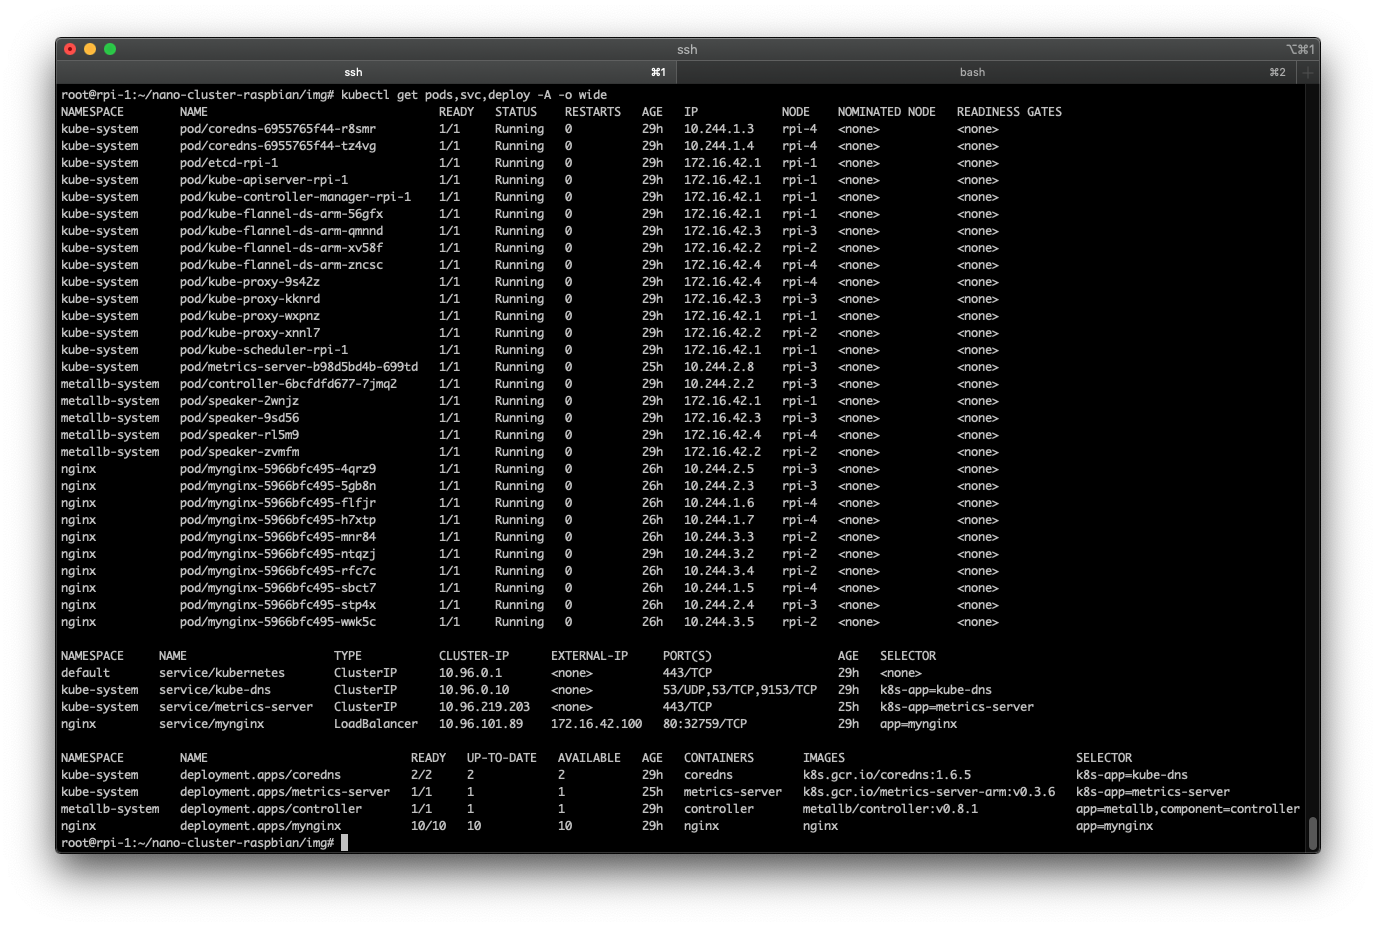 ssh ⌥⌘1
ssh ⌘1 bash ⌘2 +
root@rpi-1:~/nano-cluster-raspbian/img# kubectl get pods,svc,deploy -A -o wide
NAMESPACE NAME READY STATUS RESTARTS AGE IP NODE NOMINATED NODE READINESS GATES
kube-system pod/coredns-6955765f44-r8smr 1/1 Running 0 29h 10.244.1.3 rpi-4 <none> <none>
kube-system pod/coredns-6955765f44-tz4vg 1/1 Running 0 29h 10.244.1.4 rpi-4 <none> <none>
kube-system pod/etcd-rpi-1 1/1 Running 0 29h 172.16.42.1 rpi-1 <none> <none>
kube-system pod/kube-apiserver-rpi-1 1/1 Running 0 29h 172.16.42.1 rpi-1 <none> <none>
kube-system pod/kube-controller-manager-rpi-1 1/1 Running 0 29h 172.16.42.1 rpi-1 <none> <none>
kube-system pod/kube-flannel-ds-arm-56gfx 1/1 Running 0 29h 172.16.42.1 rpi-1 <none> <none>
kube-system pod/kube-flannel-ds-arm-qmnnd 1/1 Running 0 29h 172.16.42.3 rpi-3 <none> <none>
kube-system pod/kube-flannel-ds-arm-xv58f 1/1 Running 0 29h 172.16.42.2 rpi-2 <none> <none>
kube-system pod/kube-flannel-ds-arm-zncsc 1/1 Running 0 29h 172.16.42.4 rpi-4 <none> <none>
kube-system pod/kube-proxy-9s42z 1/1 Running 0 29h 172.16.42.4 rpi-4 <none> <none>
kube-system pod/kube-proxy-kknrd 1/1 Running 0 29h 172.16.42.3 rpi-3 <none> <none>
kube-system pod/kube-proxy-wxpnz 1/1 Running 0 29h 172.16.42.1 rpi-1 <none> <none>
kube-system pod/kube-proxy-xnnl7 1/1 Running 0 29h 172.16.42.2 rpi-2 <none> <none>
kube-system pod/kube-scheduler-rpi-1 1/1 Running 0 29h 172.16.42.1 rpi-1 <none> <none>
kube-system pod/metrics-server-b98d5bd4b-699td 1/1 Running 0 25h 10.244.2.8 rpi-3 <none> <none>
metallb-system pod/controller-6bcfdfd677-7jmq2 1/1 Running 0 29h 10.244.2.2 rpi-3 <none> <none>
metallb-system pod/speaker-2wnjz 1/1 Running 0 29h 172.16.42.1 rpi-1 <none> <none>
metallb-system pod/speaker-9sd56 1/1 Running 0 29h 172.16.42.3 rpi-3 <none> <none>
metallb-system pod/speaker-rl5m9 1/1 Running 0 29h 172.16.42.4 rpi-4 <none> <none>
metallb-system pod/speaker-zvmfm 1/1 Running 0 29h 172.16.42.2 rpi-2 <none> <none>
nginx pod/mynginx-5966bfc495-4qrz9 1/1 Running 0 26h 10.244.2.5 rpi-3 <none> <none>
nginx pod/mynginx-5966bfc495-5gb8n 1/1 Running 0 26h 10.244.2.3 rpi-3 <none> <none>
nginx pod/mynginx-5966bfc495-flfjr 1/1 Running 0 26h 10.244.1.6 rpi-4 <none> <none>
nginx pod/mynginx-5966bfc495-h7xtp 1/1 Running 0 26h 10.244.1.7 rpi-4 <none> <none>
nginx pod/mynginx-5966bfc495-mnr84 1/1 Running 0 26h 10.244.3.3 rpi-2 <none> <none>
nginx pod/mynginx-5966bfc495-ntqzj 1/1 Running 0 29h 10.244.3.2 rpi-2 <none> <none>
nginx pod/mynginx-5966bfc495-rfc7c 1/1 Running 0 26h 10.244.3.4 rpi-2 <none> <none>
nginx pod/mynginx-5966bfc495-sbct7 1/1 Running 0 26h 10.244.1.5 rpi-4 <none> <none>
nginx pod/mynginx-5966bfc495-stp4x 1/1 Running 0 26h 10.244.2.4 rpi-3 <none> <none>
nginx pod/mynginx-5966bfc495-wwk5c 1/1 Running 0 26h 10.244.3.5 rpi-2 <none> <none>
NAMESPACE NAME TYPE CLUSTER-IP EXTERNAL-IP PORT(S) AGE SELECTOR
default service/kubernetes ClusterIP 10.96.0.1 <none> 443/TCP 29h <none>
kube-system service/kube-dns ClusterIP 10.96.0.10 <none> 53/UDP,53/TCP,9153/TCP 29h k8s-app=kube-dns
kube-system service/metrics-server ClusterIP 10.96.219.203 <none> 443/TCP 25h k8s-app=metrics-server
nginx service/mynginx LoadBalancer 10.96.101.89 172.16.42.100 80:32759/TCP 29h app=mynginx
NAMESPACE NAME READY UP-TO-DATE AVAILABLE AGE CONTAINERS IMAGES SELECTOR
kube-system deployment.apps/coredns 2/2 2 2 29h coredns k8s.gcr.io/coredns:1.6.5 k8s-app=kube-dns
kube-system deployment.apps/metrics-server 1/1 1 1 25h metrics-server k8s.gcr.io/metrics-server-arm:v0.3.6 k8s-app=metrics-server
metallb-system deployment.apps/controller 1/1 1 1 29h controller metallb/controller:v0.8.1 app=metallb,component=controller
nginx deployment.apps/mynginx 10/10 10 10 29h nginx nginx app=mynginx
root@rpi-1:~/nano-cluster-raspbian/img#